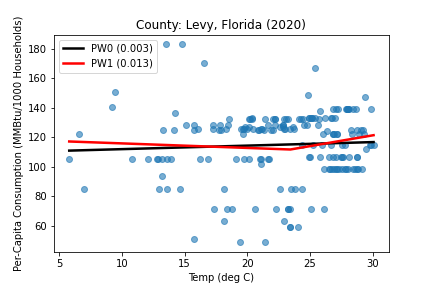 County: Levy, Florida (2020)
PW0 (0.003)
PW1 (0.013)
Per-Capita Consumption (MMBtu/1000 Households)
180
160
140
120
100
80
60
5 10 15 20 25 30
Temp (deg C)